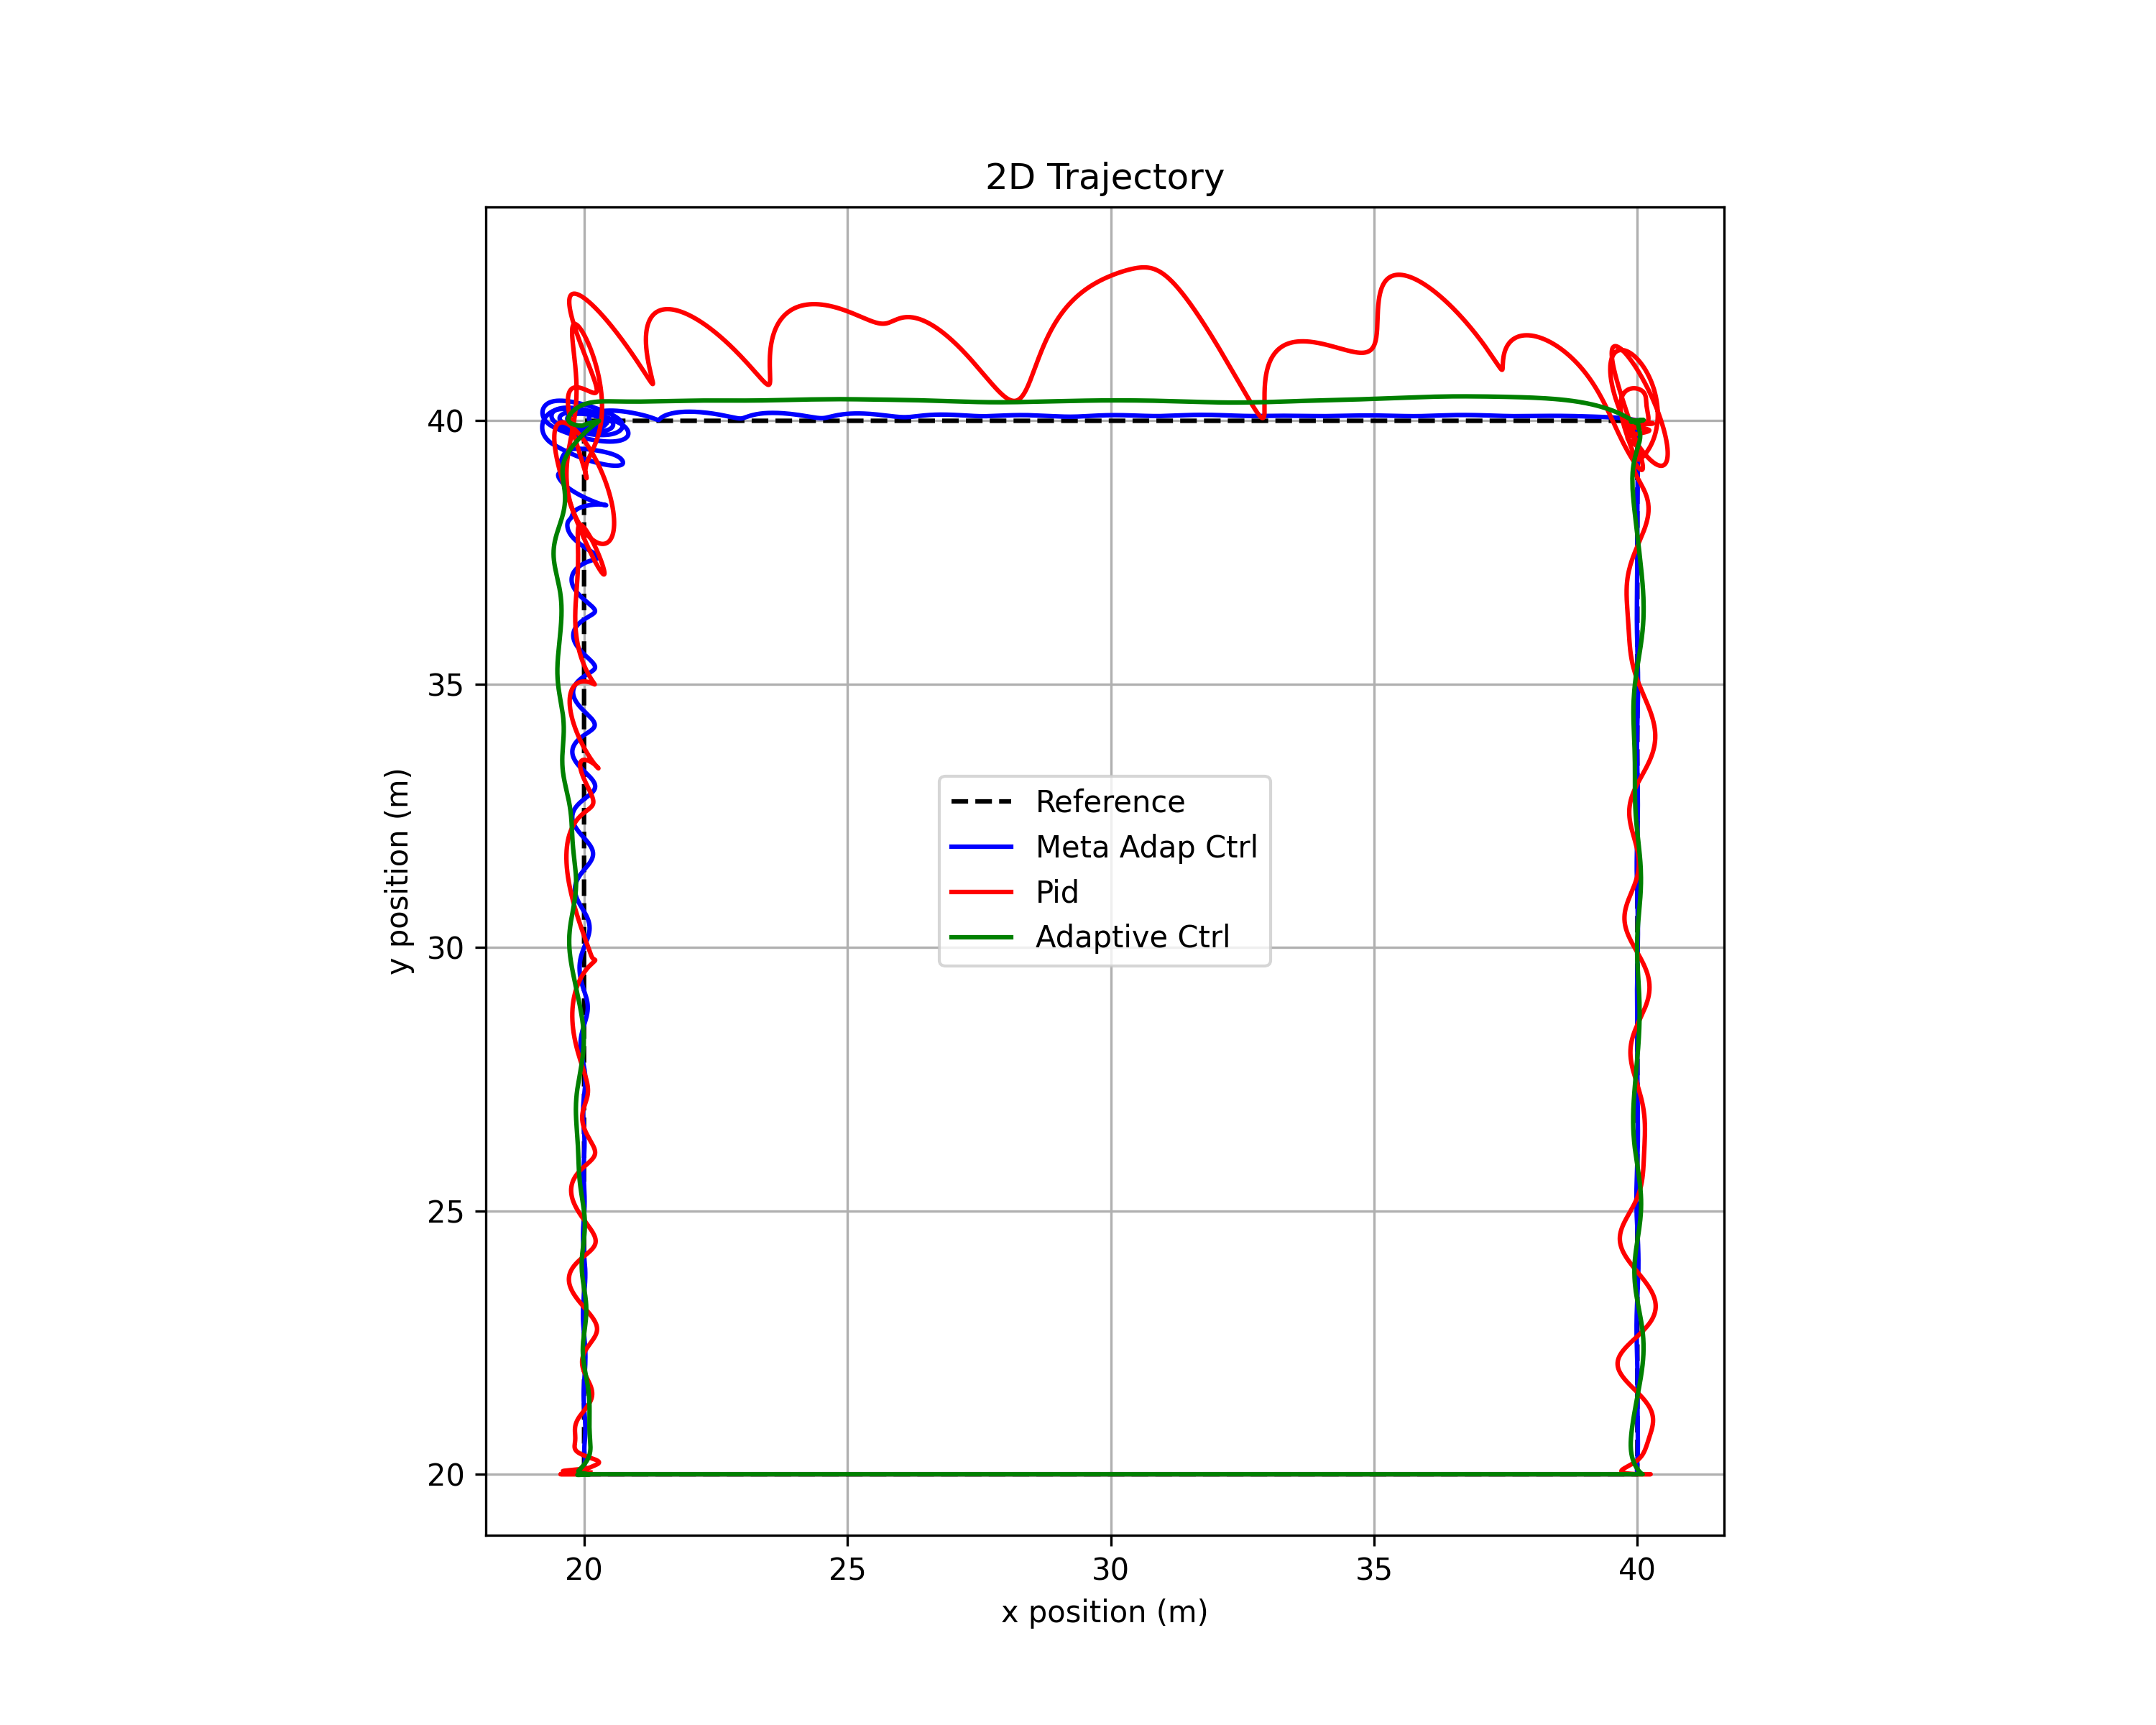 2D Trajectory
40
35
30
25
20
y position (m)
Reference
Meta Adap Ctrl
Pid
Adaptive Ctrl
20 25 30 35 40
x position (m)